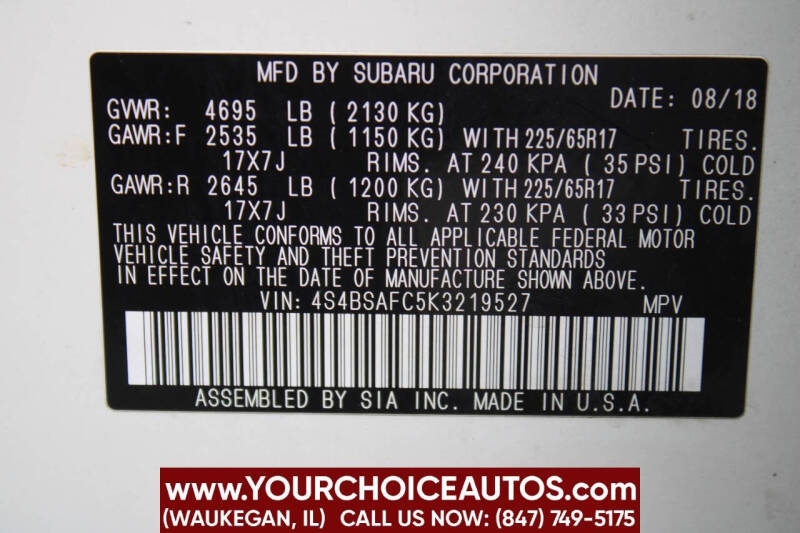 MFD BY SUBARU CORPORATION
DATE: 08/18
GVWR: 4695 LB ( 2130 KG)
GAWR:F 2535 LB ( 1150 KG) WITH 225/65R17 TIRES.
17X7J RIMS. AT 240 KPA ( 35 PSI) COLD
GAWR:R 2645 LB ( 1200 KG) WITH 225/65R17 TIRES.
17X7J RIMS. AT 230 KPA ( 33 PSI) COLD
THIS VEHICLE CONFORMS TO ALL APPLICABLE FEDERAL MOTOR
VEHICLE SAFETY AND THEFT PREVENTION STANDARDS
IN EFFECT ON THE DATE OF MANUFACTURE SHOWN ABOVE.
VIN: 4S4BSAFC5K3219527 MPV
ASSEMBLED BY SIA INC. MADE IN U.S.A.
WWW.YOURCHOICEAUTOS.COM
(WAUKEGAN, IL) CALL US NOW: (847) 749-5175